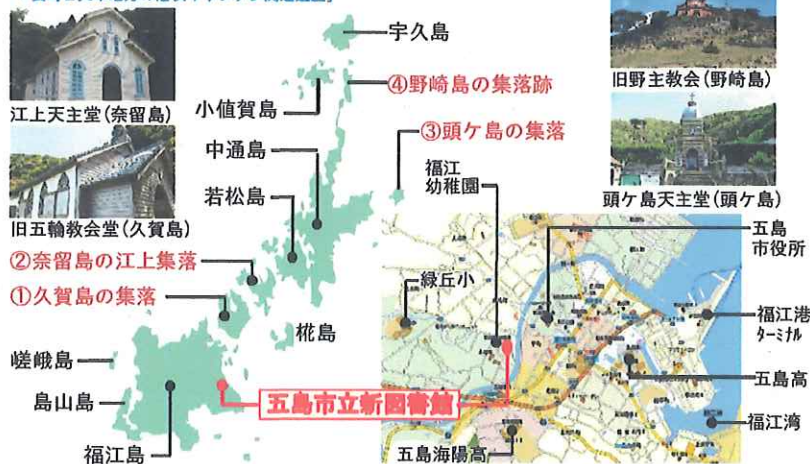 宇久島
④野崎島の集落跡
小値賀島
江上天主堂(奈留島)
旧野主教会(野崎島)
③頭ケ島の集落
中通島
福江
幼稚園
若松島
旧五輪教会堂(久賀島)
頭ケ島天主堂(頭ケ島)
②奈留島の江上集落
①久賀島の集落
椛島
緑丘小
五島
市役所
福江港
ターミナル
嵯峨島
島山島
五島市立新図書館
五島高
福江湾
福江島
五島海陽高